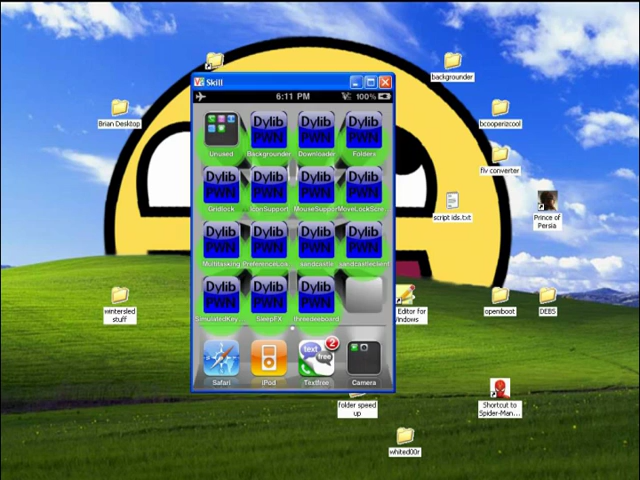 Skill
6:11 PM
100%
Dylib Dylib Dylib
PWN PWN PWN
Unused Backgrounder Downloader Folders
Dylib Dylib Dylib Dylib
PWN PWN PWN PWN
Gridlock IconSupport MouseSupport MoveLockScre...
Dylib Dylib Dylib Dylib
PWN PWN PWN PWN
Multitasking PreferenceLoa sandcastle sandcastleclient
Dylib Dylib Dylib
PWN PWN PWN
SimulatedKey SleepFX threedeeboard
text free 2
Safari iPod Textfree Camera
Brian Desktop
wintersled
stuff
backgrounder
bcooperizcool
flv converter
script ids.txt
Prince of
Persia
Editor for
Windows
openiboot
DEBS
folder speed
up
Shortcut to
Spider-Man...
whited00r